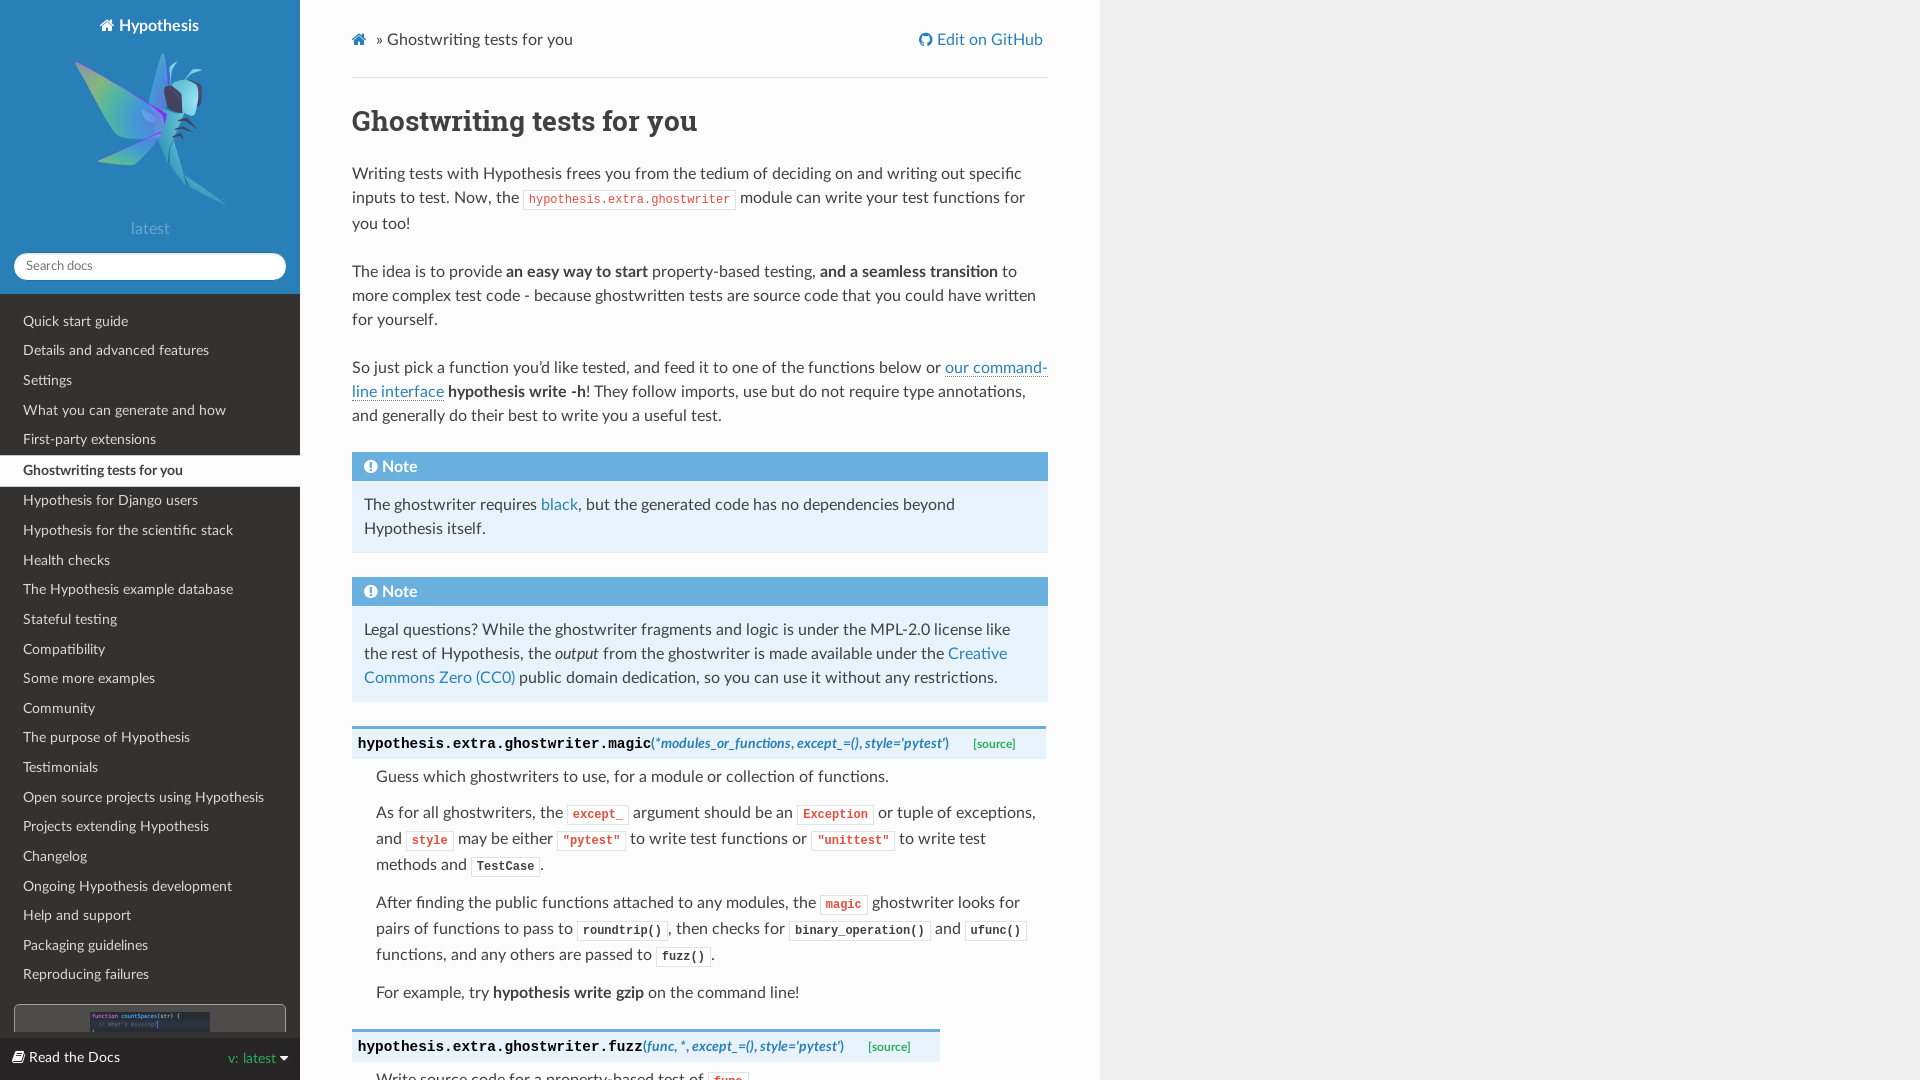 Hypothesis
latest
Search docs
Quick start guide
Details and advanced features
Settings
What you can generate and how
First-party extensions
Ghostwriting tests for you
Hypothesis for Django users
Hypothesis for the scientific stack
Health checks
The Hypothesis example database
Stateful testing
Compatibility
Some more examples
Community
The purpose of Hypothesis
Testimonials
Open source projects using Hypothesis
Projects extending Hypothesis
Changelog
Ongoing Hypothesis development
Help and support
Packaging guidelines
Reproducing failures
function countSpaces(str) {
// What's missing?
Read the Docs
v: latest
» Ghostwriting tests for you
Edit on GitHub
Ghostwriting tests for you
Writing tests with Hypothesis frees you from the tedium of deciding on and writing out specific
inputs to test. Now, the hypothesis.extra.ghostwriter module can write your test functions for
you too!
The idea is to provide an easy way to start property-based testing, and a seamless transition to
more complex test code - because ghostwritten tests are source code that you could have written
for yourself.
So just pick a function you’d like tested, and feed it to one of the functions below or our command-
line interface hypothesis write -h! They follow imports, use but do not require type annotations,
and generally do their best to write you a useful test.
Note
The ghostwriter requires black, but the generated code has no dependencies beyond
Hypothesis itself.
Note
Legal questions? While the ghostwriter fragments and logic is under the MPL-2.0 license like
the rest of Hypothesis, the output from the ghostwriter is made available under the Creative
Commons Zero (CC0) public domain dedication, so you can use it without any restrictions.
hypothesis.extra.ghostwriter.magic(*modules_or_functions, except_=(), style='pytest') [source]
Guess which ghostwriters to use, for a module or collection of functions.
As for all ghostwriters, the except_ argument should be an Exception or tuple of exceptions,
and style may be either "pytest" to write test functions or "unittest" to write test
methods and TestCase.
After finding the public functions attached to any modules, the magic ghostwriter looks for
pairs of functions to pass to roundtrip(), then checks for binary_operation() and ufunc()
functions, and any others are passed to fuzz().
For example, try hypothesis write gzip on the command line!
hypothesis.extra.ghostwriter.fuzz(func, *, except_=(), style='pytest') [source]
Write source code for a property-based test of func.